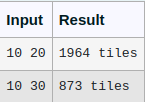 Input Result
10 20 1964 tiles
10 30 873 tiles